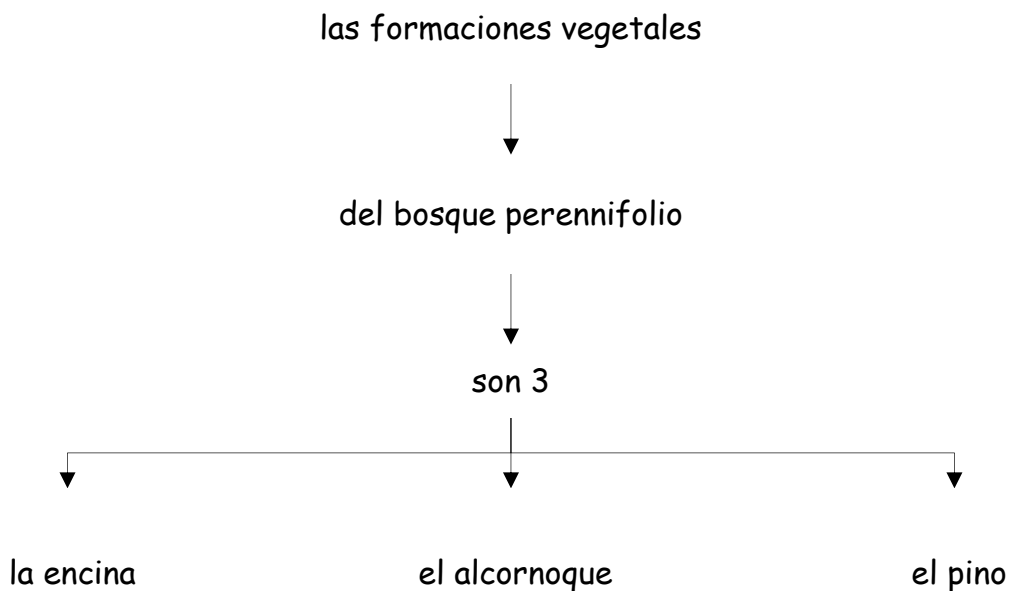 las formaciones vegetales
del bosque perennifolio
son 3
la encina
el alcornoque
el pino